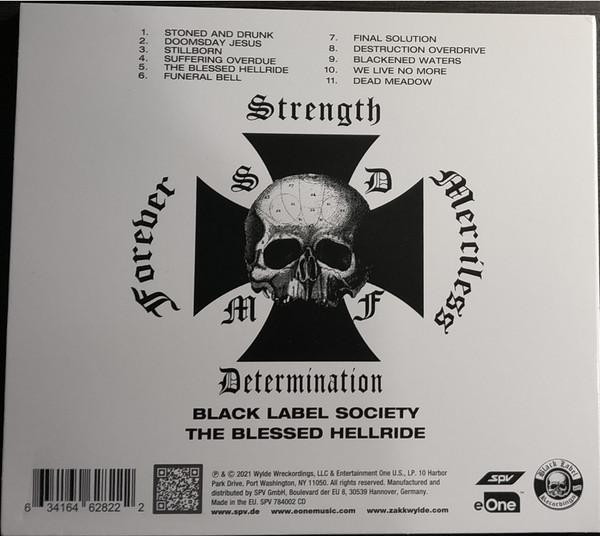 1. STONED AND DRUNK
2. DOOMSDAY JESUS
3. STILLBORN
4. SUFFERING OVERDUE
5. THE BLESSED HELLRIDE
6. FUNERAL BELL
7. FINAL SOLUTION
8. DESTRUCTION OVERDRIVE
9. BLACKENED WATERS
10. WE LIVE NO MORE
11. DEAD MEADOW
Strength
Forever
Merciless
S D
M F
Determination
BLACK LABEL SOCIETY
THE BLESSED HELLRIDE
℗ & © 2021 Wylde Wreckordings, LLC & Entertainment One U.S., LP. 10 Harbor
Park Drive, Port Washington, NY 11050. All rights reserved. Manufactured and
distributed by SPV GmbH, Boulevard der EU 8, 30539 Hannover, Germany.
Made in the EU. SPV 784002 CD
www.spv.de www.eonemusic.com www.zakkwylde.com
6 34164 62822 2
SPV
eOne
Black Label
Recordings